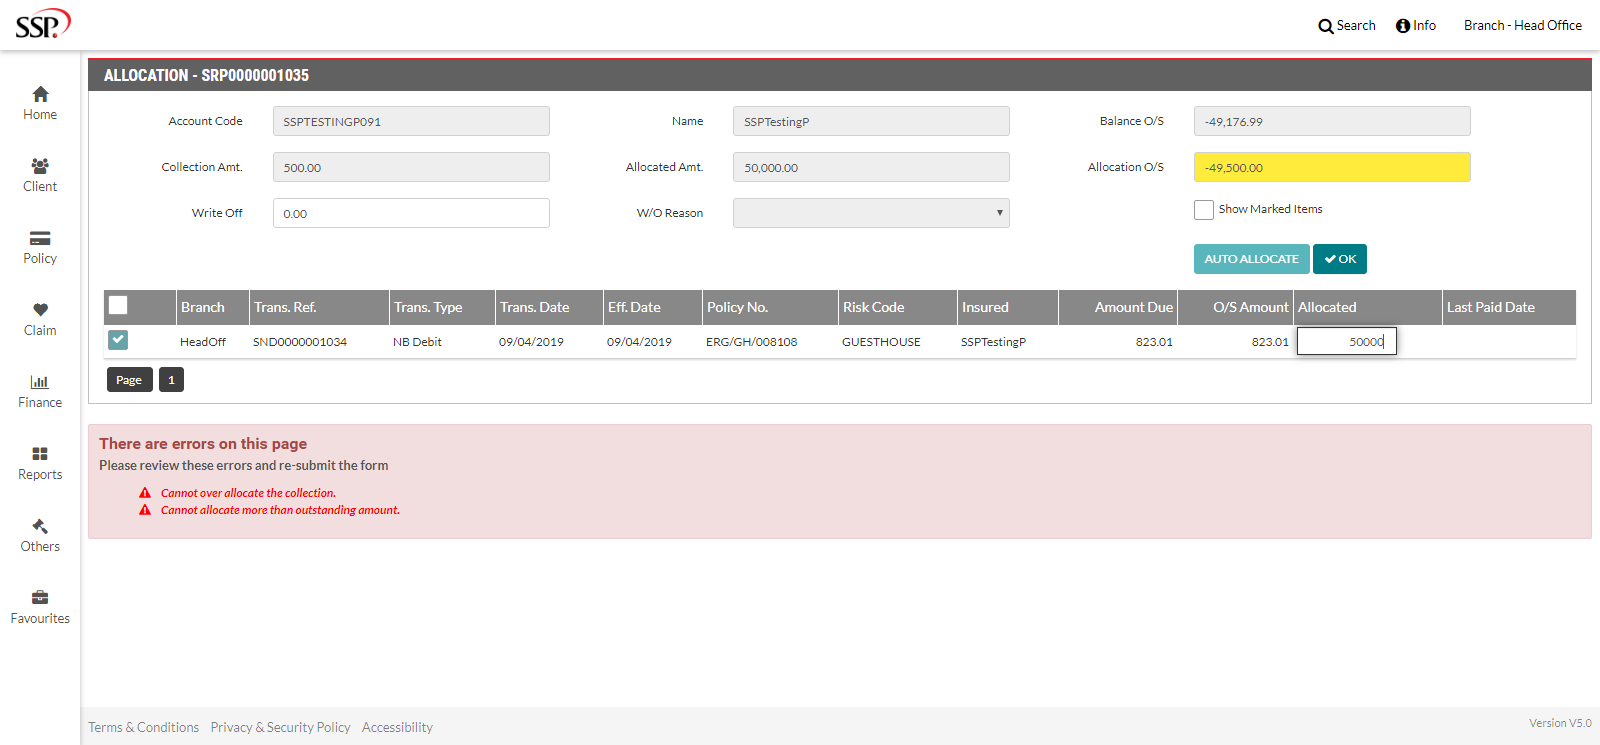 SSP.
Search Info Branch - Head Office
ALLOCATION - SRP0000001035
Home
Client
Policy
Claim
Finance
Reports
Others
Favourites
Account Code SSPTESTINGP091 Name SSPTestingP Balance O/S -49,176.99
Collection Amt. 500.00 Allocated Amt. 50,000.00 Allocation O/S -49,500.00
Write Off 0.00 W/O Reason Show Marked Items
AUTO ALLOCATE OK
Branch Trans. Ref. Trans. Type Trans. Date Eff. Date Policy No. Risk Code Insured Amount Due O/S Amount Allocated Last Paid Date
HeadOff SND0000001034 NB Debit 09/04/2019 09/04/2019 ERG/GH/008108 GUESTHOUSE SSPTestingP 823.01 823.01 50000
Page 1
There are errors on this page
Please review these errors and re-submit the form
Cannot over allocate the collection.
Cannot allocate more than outstanding amount.
Terms & Conditions Privacy & Security Policy Accessibility Version V5.0